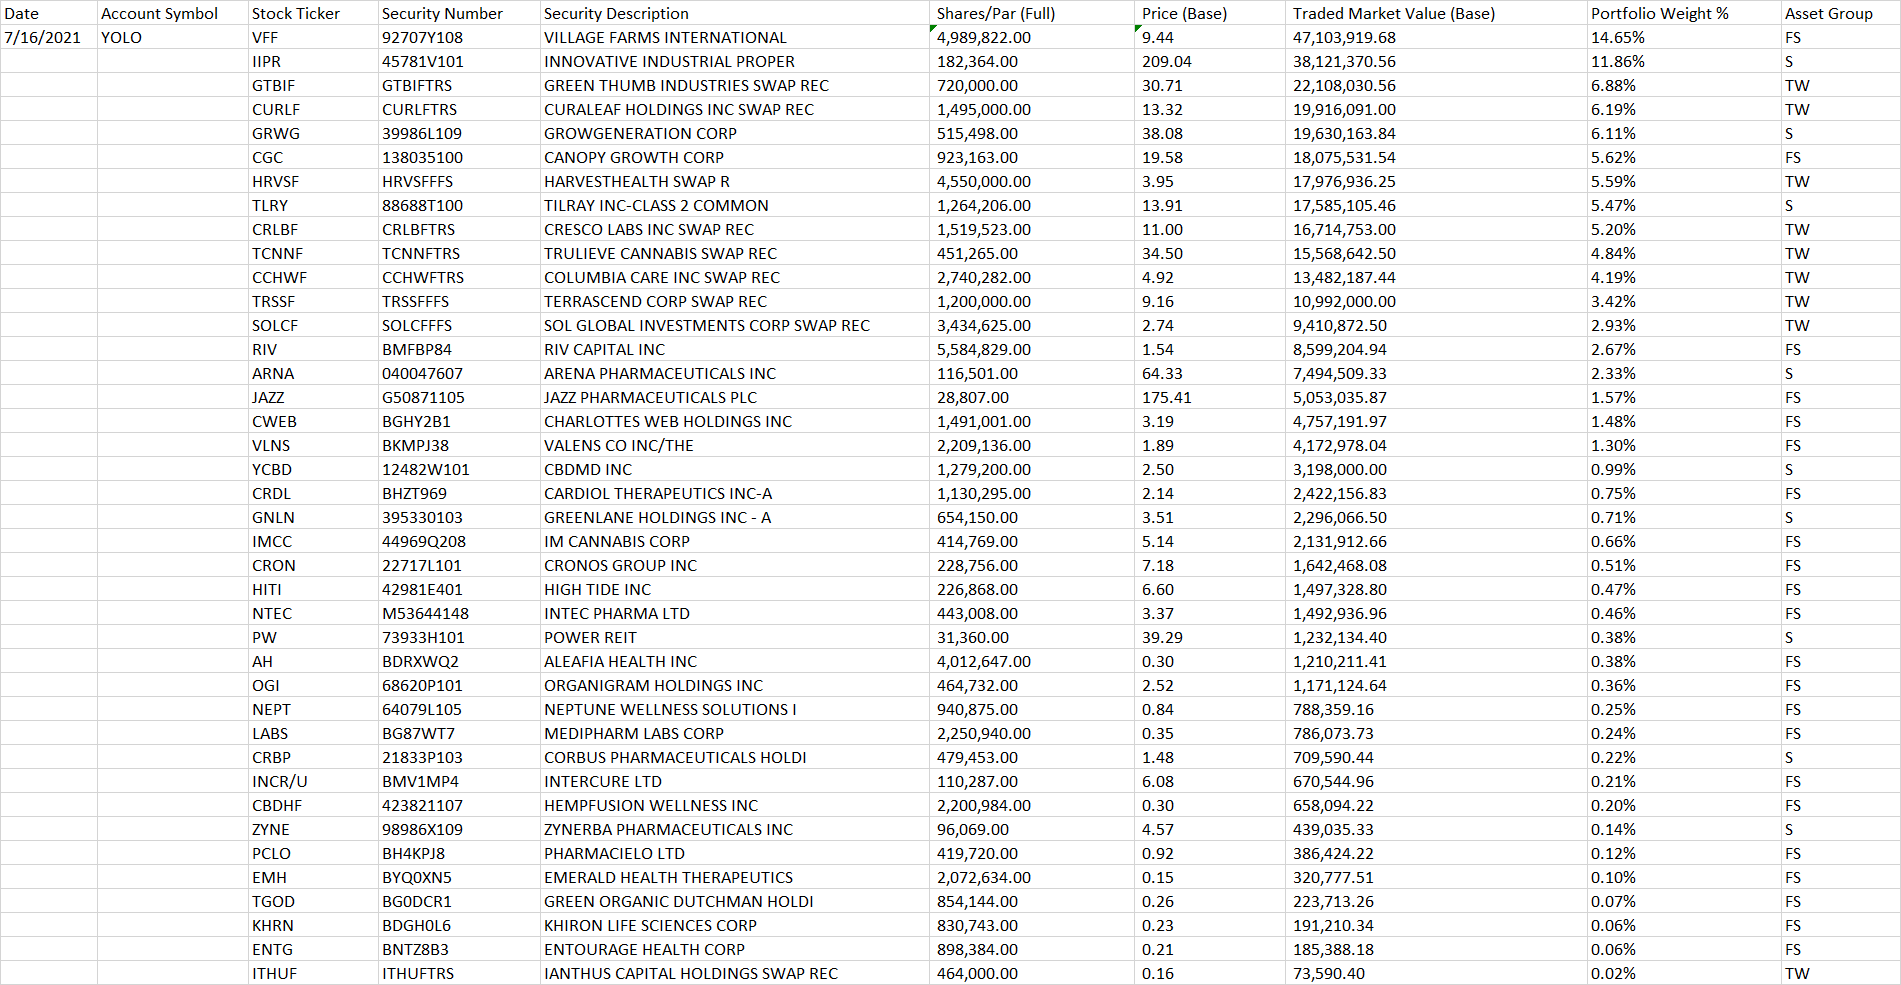 Date Account Symbol Stock Ticker Security Number Security Description Shares/Par (Full) Price (Base) Traded Market Value (Base) Portfolio Weight % Asset Group
7/16/2021 YOLO VFF 92707Y108 VILLAGE FARMS INTERNATIONAL 4,989,822.00 9.44 47,103,919.68 14.65% FS
IIPR 45781V101 INNOVATIVE INDUSTRIAL PROPER 182,364.00 209.04 38,121,370.56 11.86% S
GTBIF GTBIFTRS GREEN THUMB INDUSTRIES SWAP REC 720,000.00 30.71 22,108,030.56 6.88% TW
CURLF CURLFTRS CURALEAF HOLDINGS INC SWAP REC 1,495,000.00 13.32 19,916,091.00 6.19% TW
GRWG 39986L109 GROWGENERATION CORP 515,498.00 38.08 19,630,163.84 6.11% S
CGC 138035100 CANOPY GROWTH CORP 923,163.00 19.58 18,075,531.54 5.62% FS
HRVSF HRVSFFFS HARVESTHEALTH SWAP R 4,550,000.00 3.95 17,976,936.25 5.59% TW
TLRY 88688T100 TILRAY INC-CLASS 2 COMMON 1,264,206.00 13.91 17,585,105.46 5.47% S
CRLBF CRLBFTRS CRESCO LABS INC SWAP REC 1,519,523.00 11.00 16,714,753.00 5.20% TW
TCNNF TCNNFTRS TRULIEVE CANNABIS SWAP REC 451,265.00 34.50 15,568,642.50 4.84% TW
CCHWF CCHWFTRS COLUMBIA CARE INC SWAP REC 2,740,282.00 4.92 13,482,187.44 4.19% TW
TRSSF TRSSFFFS TERRASCEND CORP SWAP REC 1,200,000.00 9.16 10,992,000.00 3.42% TW
SOLCF SOLCFFFS SOL GLOBAL INVESTMENTS CORP SWAP REC 3,434,625.00 2.74 9,410,872.50 2.93% TW
RIV BMFBP84 RIV CAPITAL INC 5,584,829.00 1.54 8,599,204.94 2.67% FS
ARNA 040047607 ARENA PHARMACEUTICALS INC 116,501.00 64.33 7,494,509.33 2.33% S
JAZZ G50871105 JAZZ PHARMACEUTICALS PLC 28,807.00 175.41 5,053,035.87 1.57% FS
CWEB BGHY2B1 CHARLOTTES WEB HOLDINGS INC 1,491,001.00 3.19 4,757,191.97 1.48% FS
VLNS BKMPJ38 VALENS CO INC/THE 2,209,136.00 1.89 4,172,978.04 1.30% FS
YCBD 12482W101 CBDMD INC 1,279,200.00 2.50 3,198,000.00 0.99% S
CRDL BHZT969 CARDIOL THERAPEUTICS INC-A 1,130,295.00 2.14 2,422,156.83 0.75% FS
GNLN 395330103 GREENLANE HOLDINGS INC - A 654,150.00 3.51 2,296,066.50 0.71% S
IMCC 44969Q208 IM CANNABIS CORP 414,769.00 5.14 2,131,912.66 0.66% FS
CRON 22717L101 CRONOS GROUP INC 228,756.00 7.18 1,642,468.08 0.51% FS
HITI 42981E401 HIGH TIDE INC 226,868.00 6.60 1,497,328.80 0.47% FS
NTEC M53644148 INTEC PHARMA LTD 443,008.00 3.37 1,492,936.96 0.46% FS
PW 73933H101 POWER REIT 31,360.00 39.29 1,232,134.40 0.38% S
AH BDRXWQ2 ALEAFIA HEALTH INC 4,012,647.00 0.30 1,210,211.41 0.38% FS
OGI 68620P101 ORGANIGRAM HOLDINGS INC 464,732.00 2.52 1,171,124.64 0.36% FS
NEPT 64079L105 NEPTUNE WELLNESS SOLUTIONS I 940,875.00 0.84 788,359.16 0.25% FS
LABS BG87WT7 MEDIPHARM LABS CORP 2,250,940.00 0.35 786,073.73 0.24% FS
CRBP 21833P103 CORBUS PHARMACEUTICALS HOLDI 479,453.00 1.48 709,590.44 0.22% S
INCR/U BMV1MP4 INTERCURE LTD 110,287.00 6.08 670,544.96 0.21% FS
CBDHF 423821107 HEMPFUSION WELLNESS INC 2,200,984.00 0.30 658,094.22 0.20% FS
ZYNE 98986X109 ZYNERBA PHARMACEUTICALS INC 96,069.00 4.57 439,035.33 0.14% S
PCLO BH4KPJ8 PHARMACIELO LTD 419,720.00 0.92 386,424.22 0.12% FS
EMH BYQ0XN5 EMERALD HEALTH THERAPEUTICS 2,072,634.00 0.15 320,777.51 0.10% FS
TGOD BG0DCR1 GREEN ORGANIC DUTCHMAN HOLDI 854,144.00 0.26 223,713.26 0.07% FS
KHRN BDGH0L6 KHIRON LIFE SCIENCES CORP 830,743.00 0.23 191,210.34 0.06% FS
ENTG BNTZ8B3 ENTOURAGE HEALTH CORP 898,384.00 0.21 185,388.18 0.06% FS
ITHUF ITHUFTRS IANTHUS CAPITAL HOLDINGS SWAP REC 464,000.00 0.16 73,590.40 0.02% TW